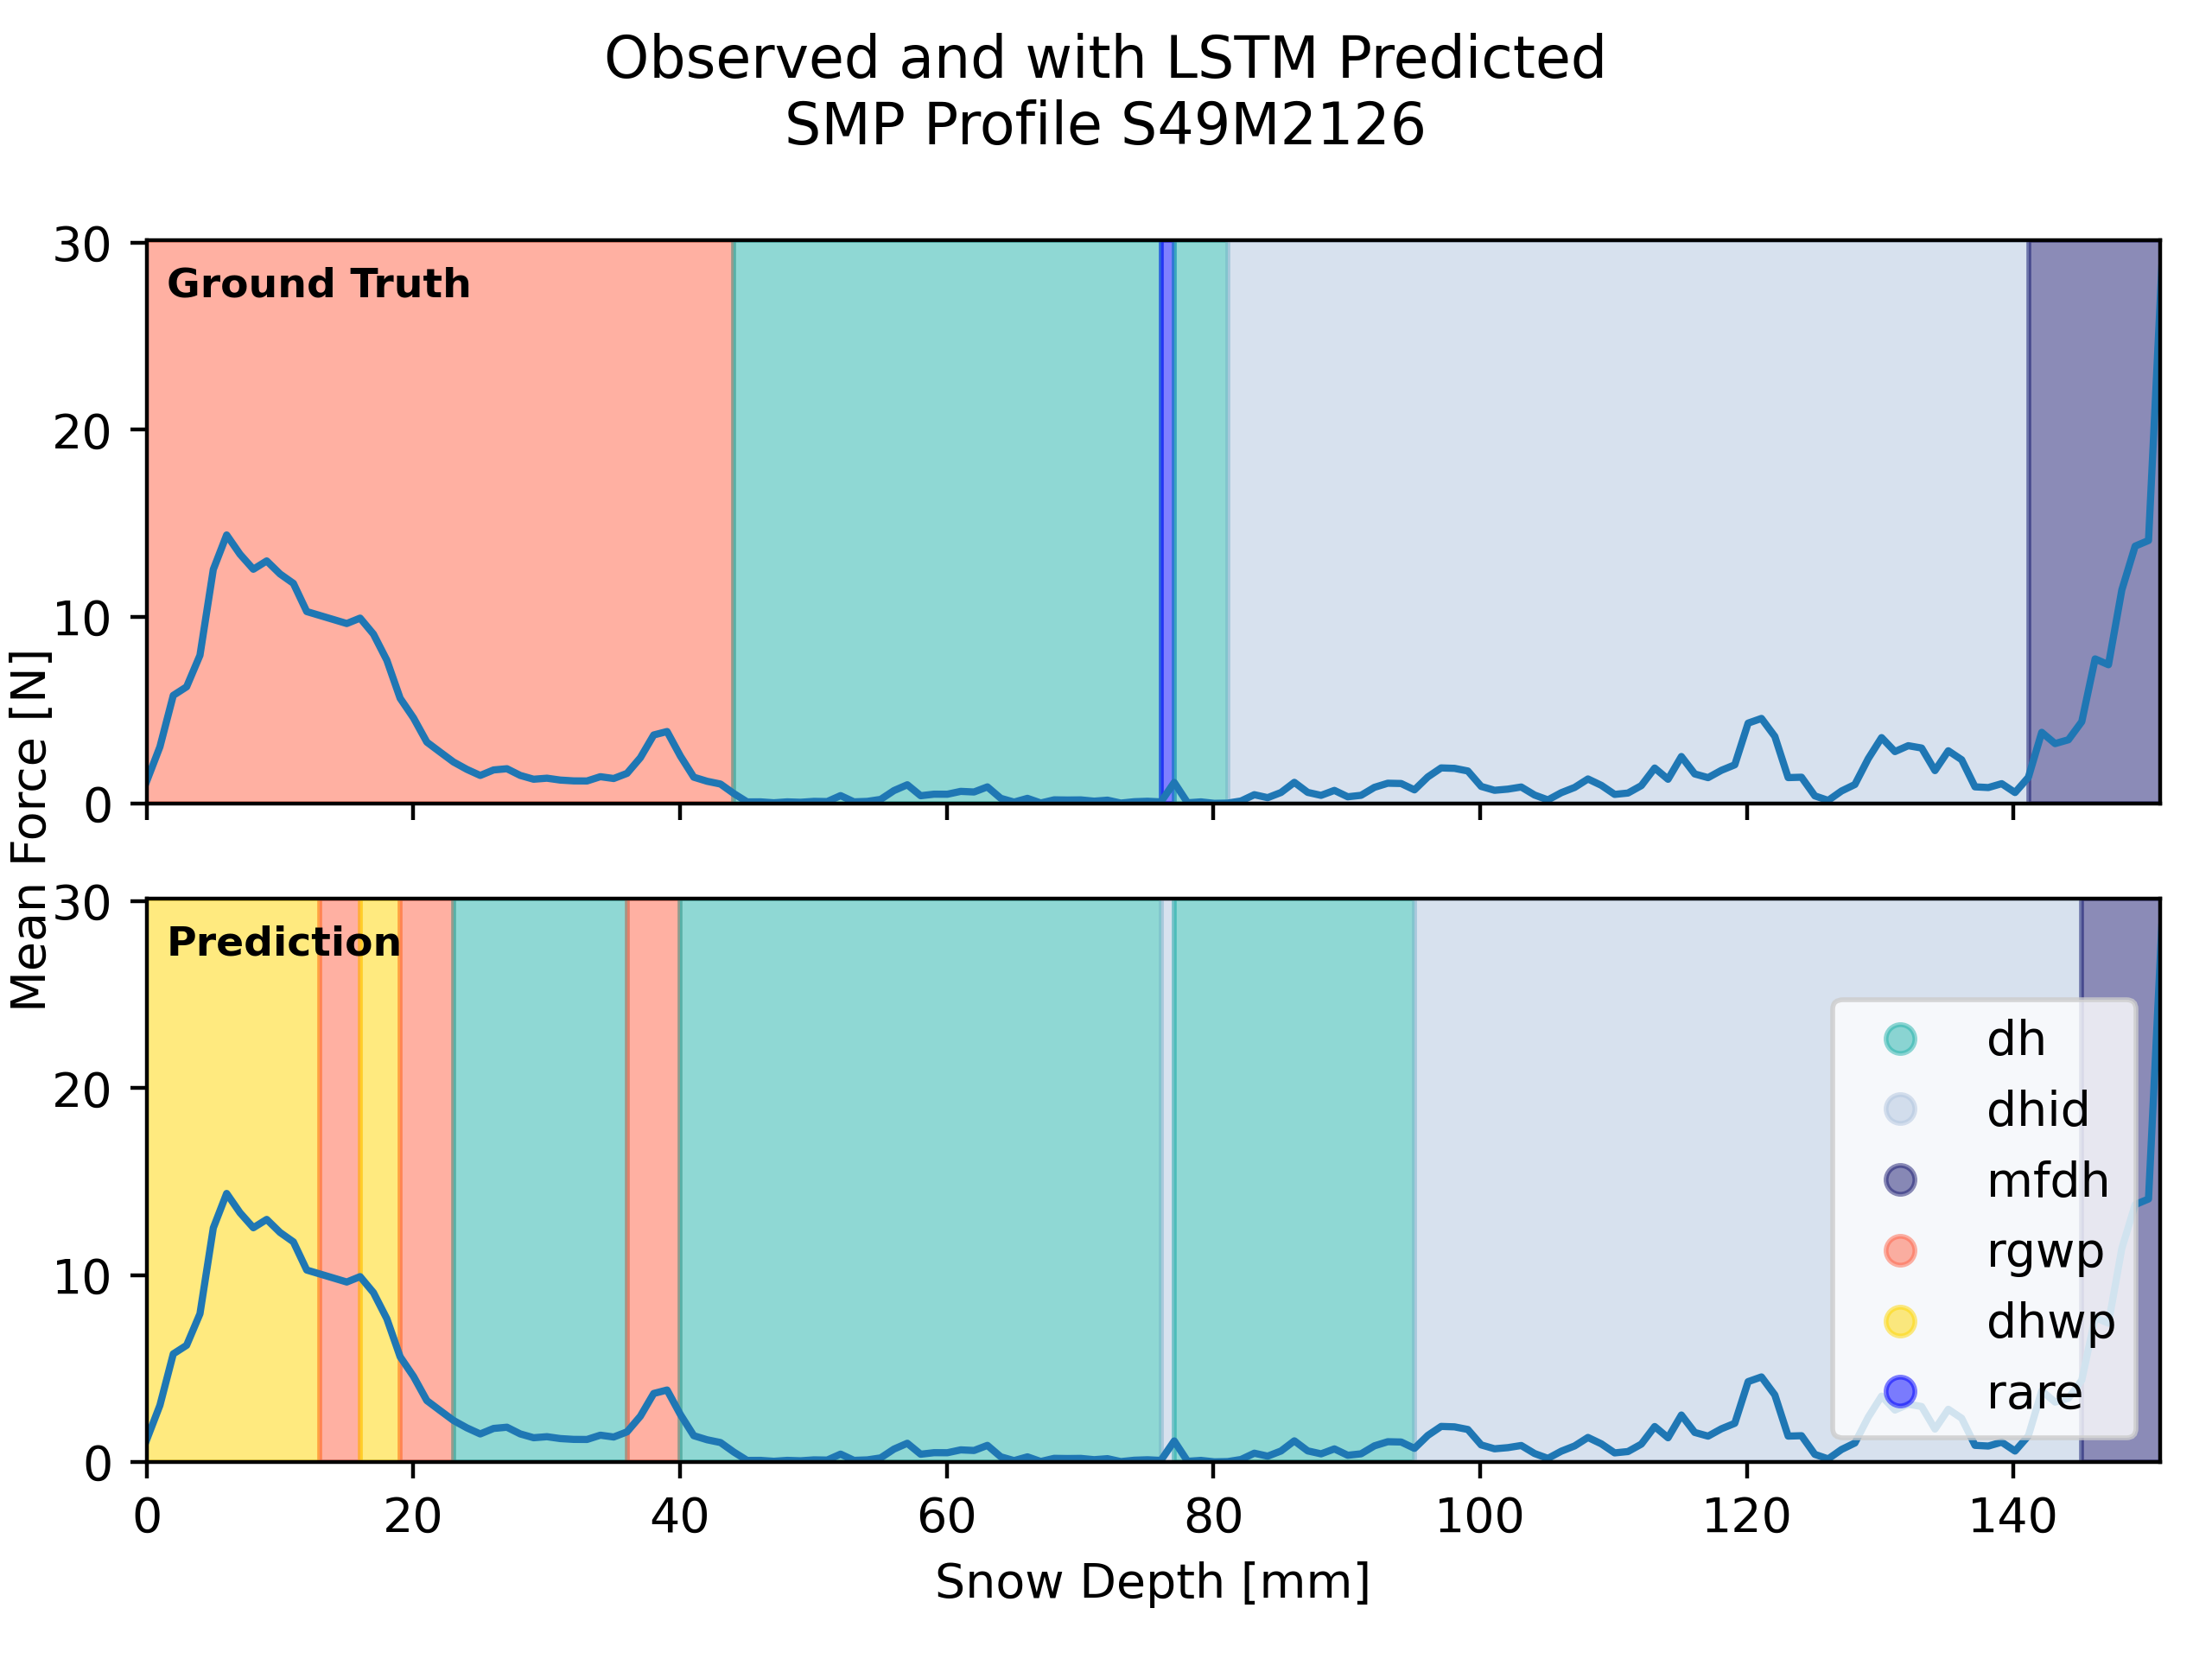 Observed and with LSTM Predicted
SMP Profile S49M2126
30
Ground Truth
20
10
0
Mean Force [N]
30
Prediction
20
10
0
dh
dhid
mfdh
rgwp
dhwp
rare
0 20 40 60 80 100 120 140
Snow Depth [mm]